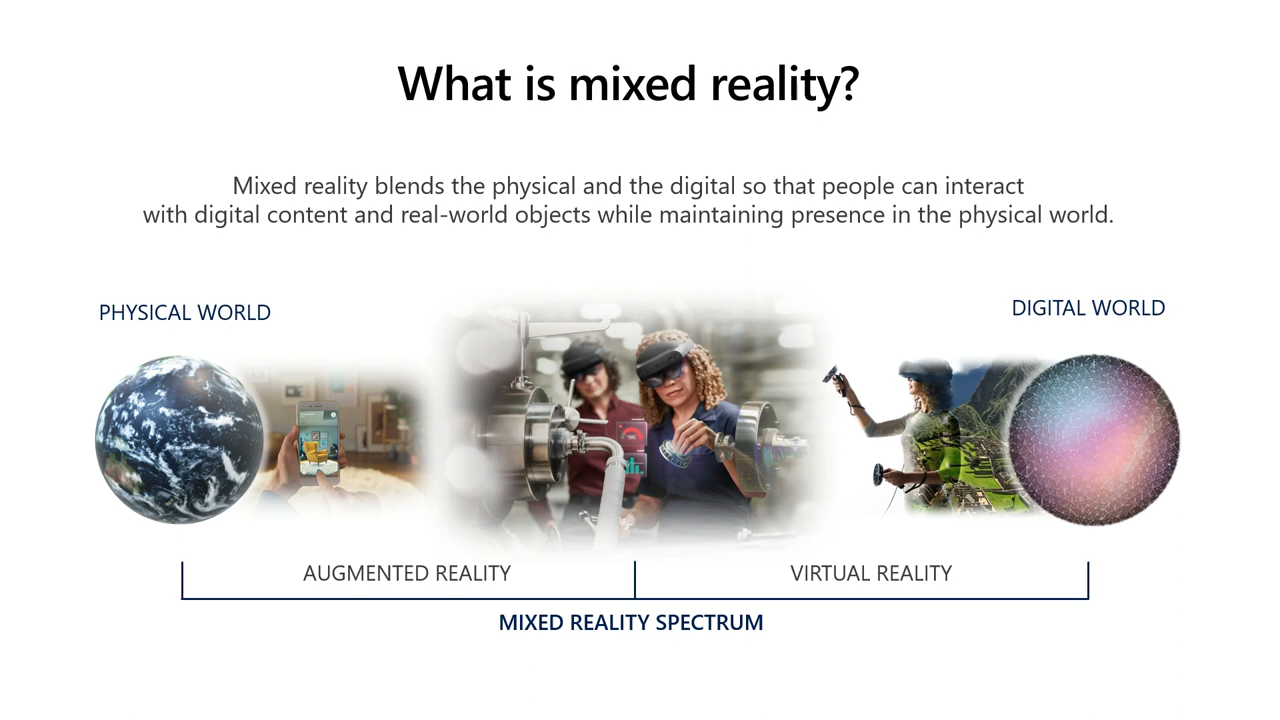 What is mixed reality?
Mixed reality blends the physical and the digital so that people can interact
with digital content and real-world objects while maintaining presence in the physical world.
PHYSICAL WORLD
DIGITAL WORLD
AUGMENTED REALITY
VIRTUAL REALITY
MIXED REALITY SPECTRUM